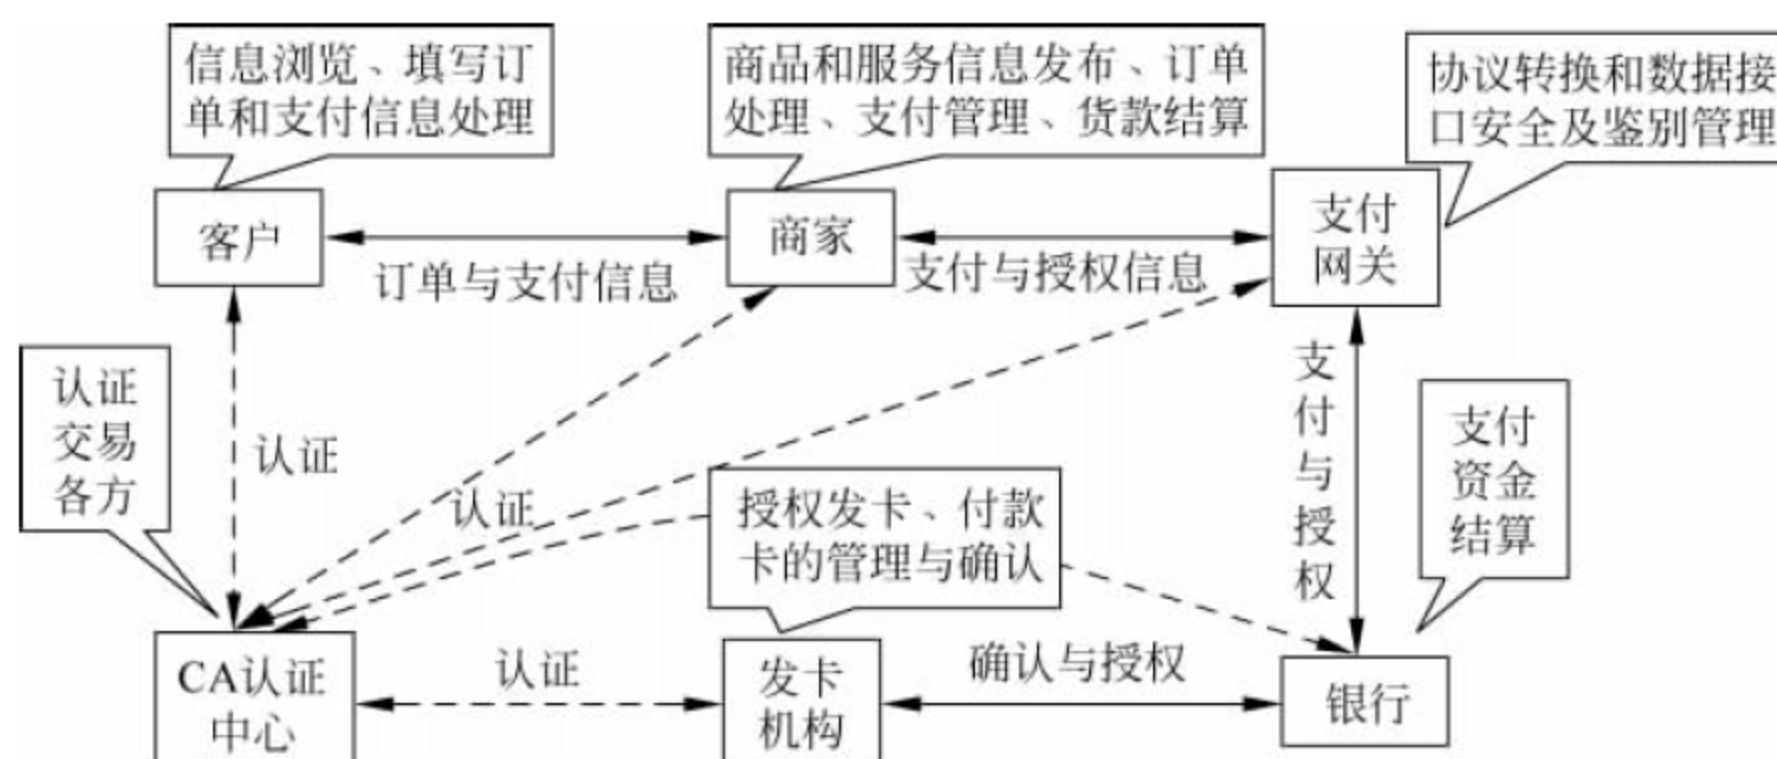 信息浏览、填写订
单和支付信息处理
商品和服务信息发布、订单
处理、支付管理、货款结算
协议转换和数据接
口安全及鉴别管理
客户
订单与支付信息
商家
支付与授权信息
支付
网关
认证
交易
各方
认证
认证
授权发卡、付款
卡的管理与确认
支
付
与
授
权
支付
资金
结算
CA认证
中心
认证
发卡
机构
确认与授权
银行